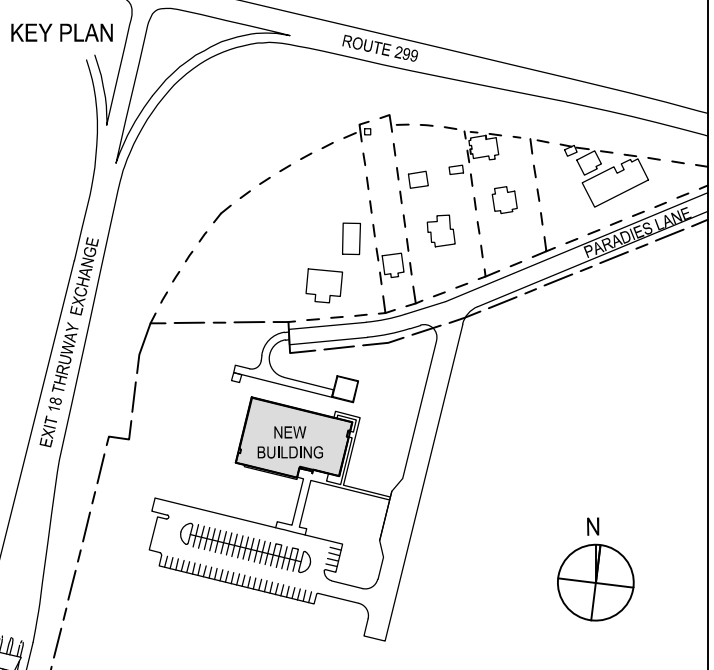 KEY PLAN
ROUTE 299
PARADIES LANE
EXIT 18 THRUWAY EXCHANGE
NEW
BUILDING
N